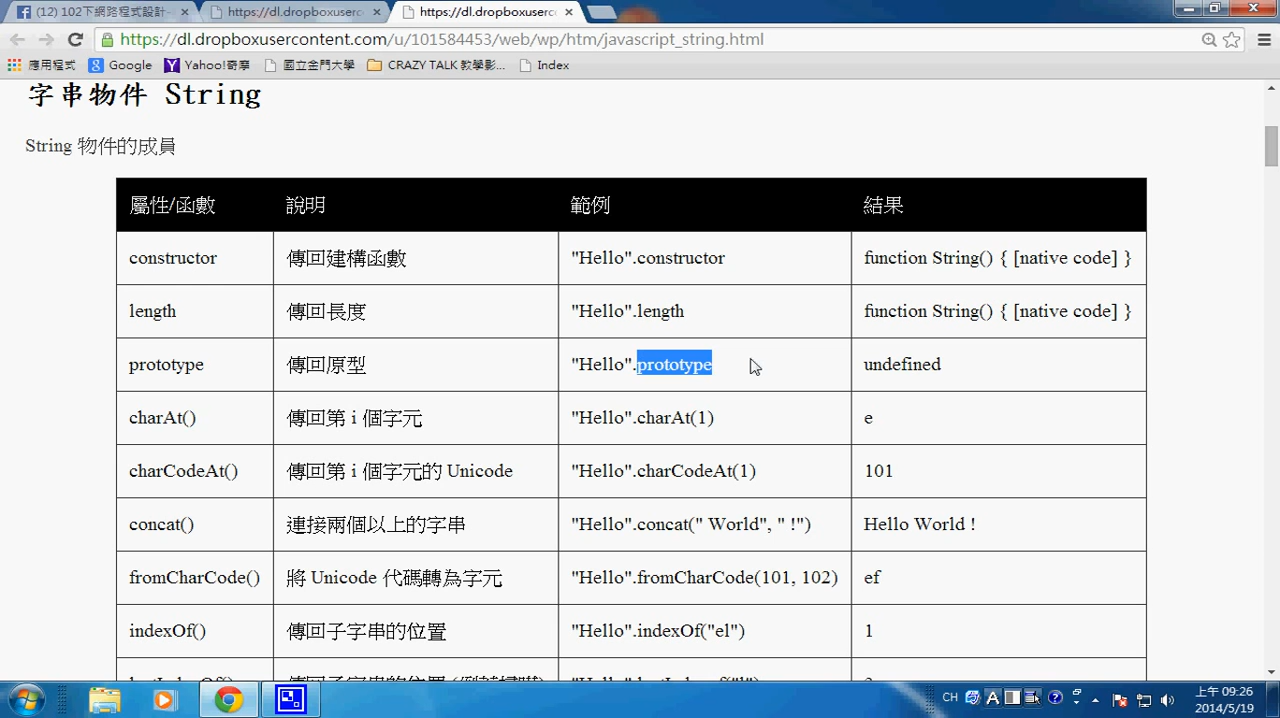 (12) 102下網路程式設計-
https://dl.dropboxuserc
https://dl.dropboxuserc
https://dl.dropboxusercontent.com/u/101584453/web/wp/htm/javascript_string.html
應用程式 Google Yahoo!奇摩 國立金門大學 CRAZY TALK 教學影... Index
字串物件 String
String 物件的成員
屬性/函數 說明 範例 結果
constructor 傳回建構函數 "Hello".constructor function String() { [native code] }
length 傳回長度 "Hello".length function String() { [native code] }
prototype 傳回原型 "Hello".prototype undefined
charAt() 傳回第 i 個字元 "Hello".charAt(1) e
charCodeAt() 傳回第 i 個字元的 Unicode "Hello".charCodeAt(1) 101
concat() 連接兩個以上的字串 "Hello".concat(" World", " !") Hello World !
fromCharCode() 將 Unicode 代碼轉為字元 "Hello".fromCharCode(101, 102) ef
indexOf() 傳回子字串的位置 "Hello".indexOf("el") 1
CH
上午 09:26
2014/5/19